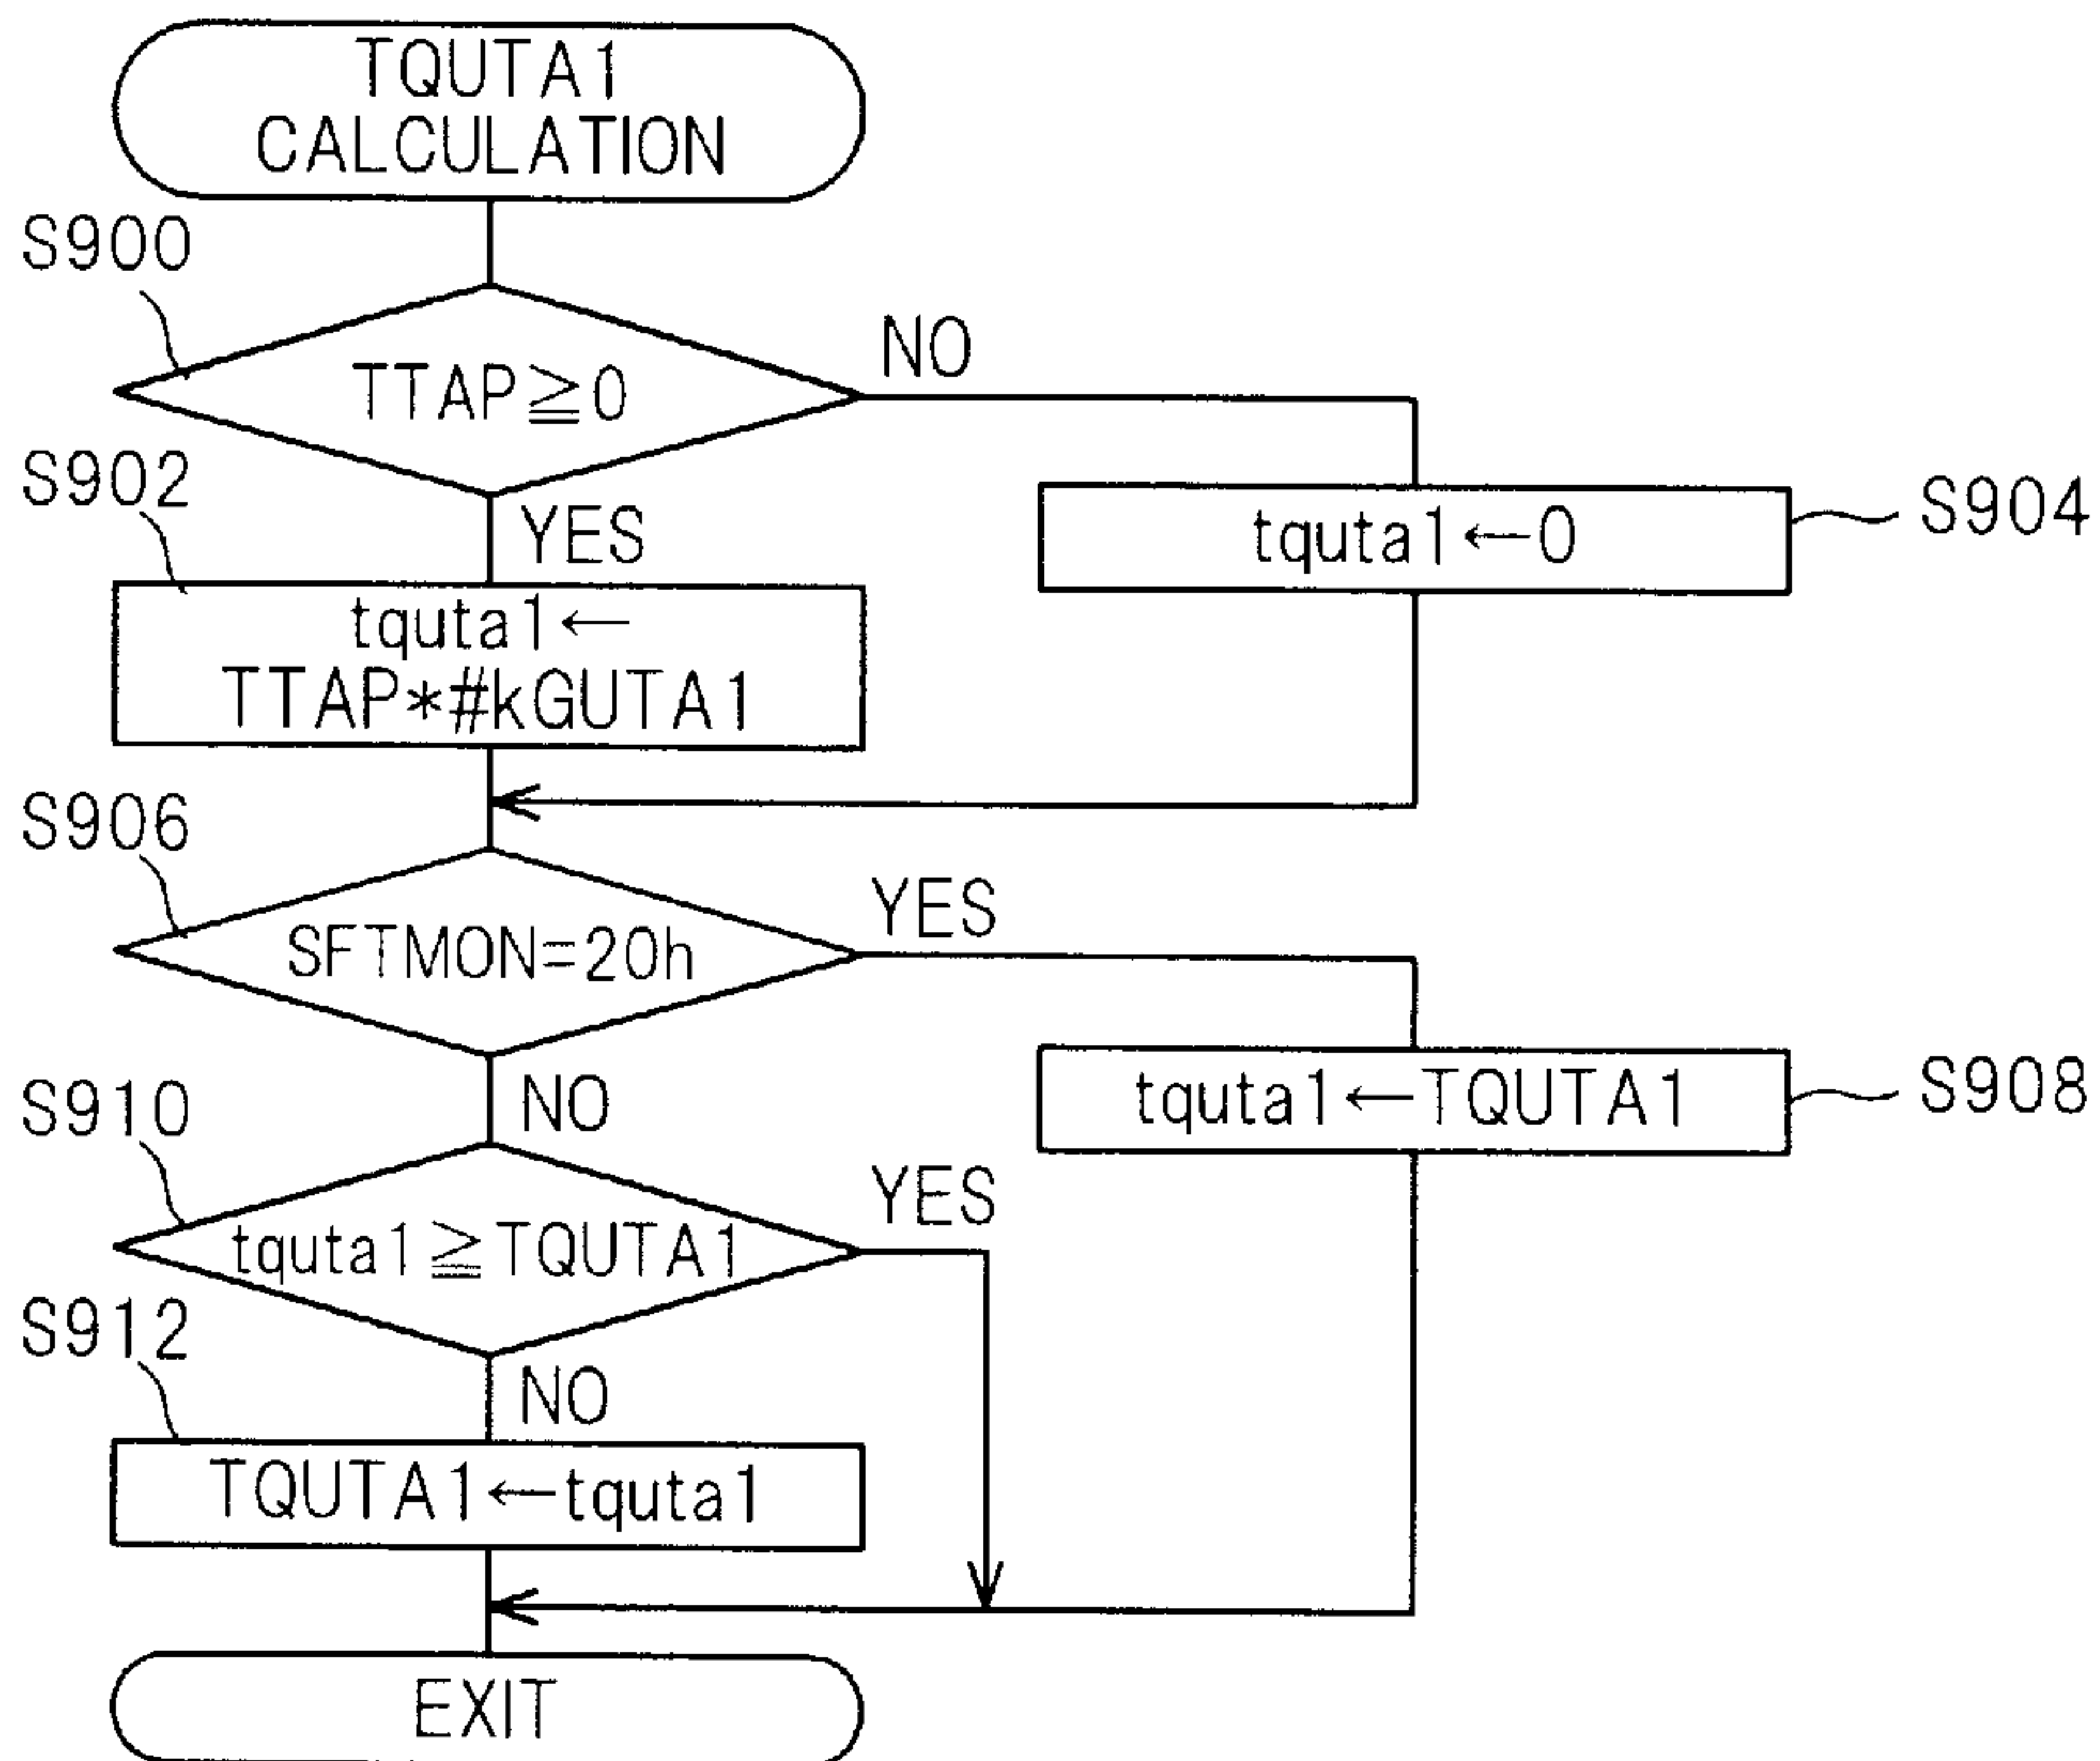 TQUTA1
CALCULATION
S900
TTAP≧0
NO
S902
YES
tquta1←0
S904
tquta1←
TTAP*#kGUTA1
S906
SFTMON=20h
YES
NO
tquta1←TQUTA1
S908
S910
tquta1≧TQUTA1
YES
S912
NO
TQUTA1←tquta1
EXIT